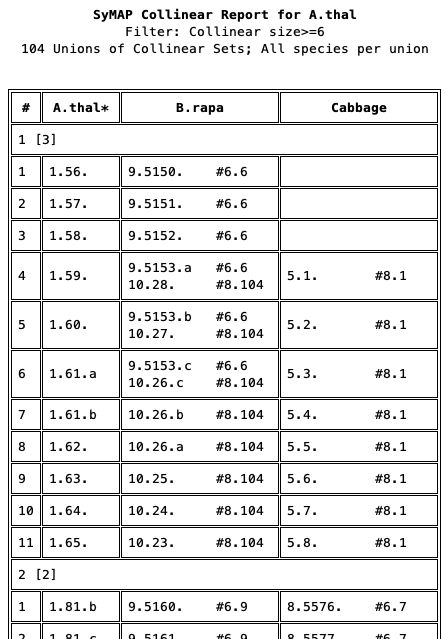 SyMAP Collinear Report for A.thal
Filter: Collinear size>=6
104 Unions of Collinear Sets; All species per union
# A.thal* B.rapa Cabbage
1 [3]
1 1.56. 9.5150. #6.6
2 1.57. 9.5151. #6.6
3 1.58. 9.5152. #6.6
4 1.59. 9.5153.a #6.6 5.1. #8.1
10.28. #8.104
5 1.60. 9.5153.b #6.6 5.2. #8.1
10.27. #8.104
6 1.61.a 9.5153.c #6.6 5.3. #8.1
10.26.c #8.104
7 1.61.b 10.26.b #8.104 5.4. #8.1
8 1.62. 10.26.a #8.104 5.5. #8.1
9 1.63. 10.25. #8.104 5.6. #8.1
10 1.64. 10.24. #8.104 5.7. #8.1
11 1.65. 10.23. #8.104 5.8. #8.1
2 [2]
1 1.81.b 9.5160. #6.9 8.5576. #6.7
2 1.81.c 9.5161. #6.9 8.5577. #6.7